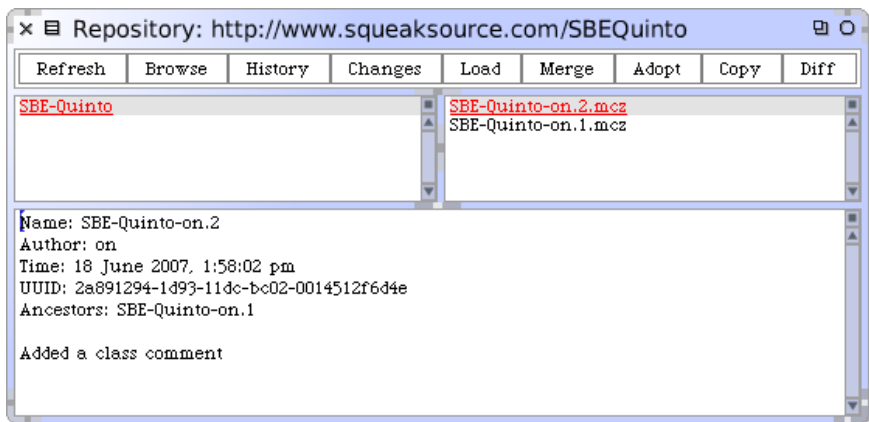 Repository: http://www.squeaksource.com/SBEQuinto
Refresh Browse History Changes Load Merge Adopt Copy Diff
SBE-Quinto
SBE-Quinto-on.2.mcz
SBE-Quinto-on.1.mcz
Name: SBE-Quinto-on.2
Author: on
Time: 18 June 2007, 1:58:02 pm
UUID: 2a891294-1d93-11dc-bc02-0014512f6d4e
Ancestors: SBE-Quinto-on.1
Added a class comment